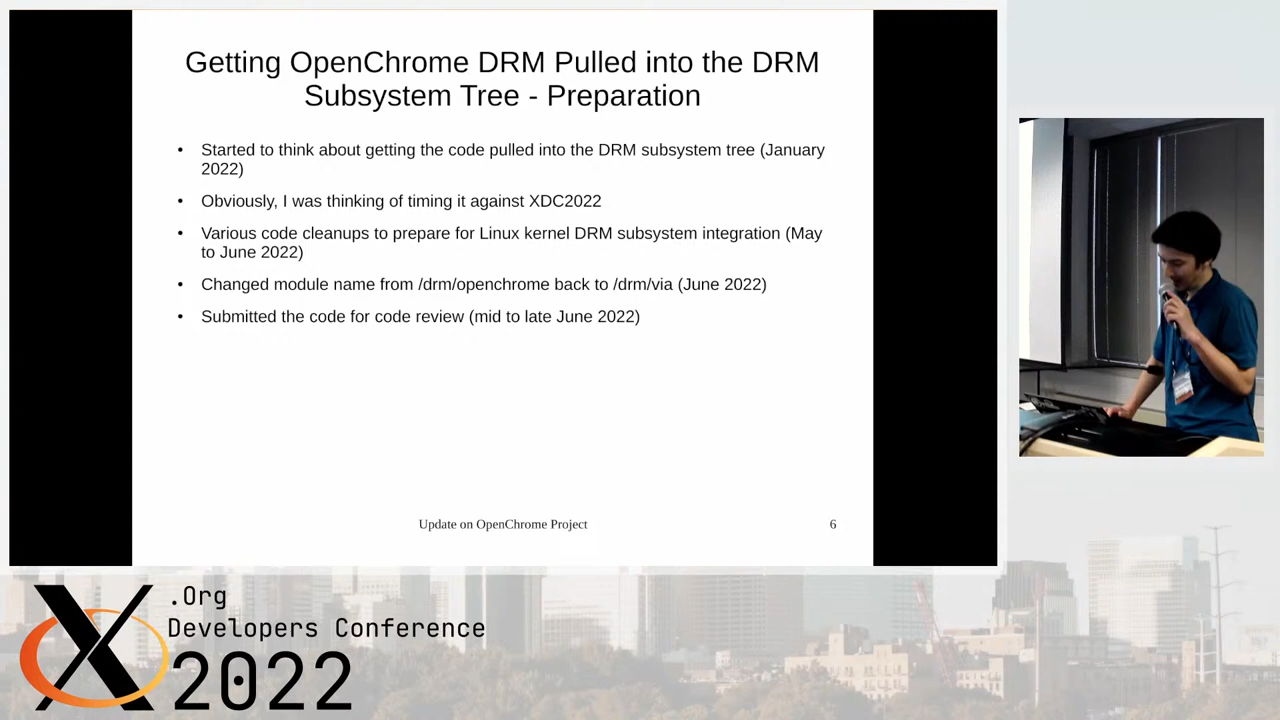 Getting OpenChrome DRM Pulled into the DRM
Subsystem Tree - Preparation
• Started to think about getting the code pulled into the DRM subsystem tree (January
2022)
• Obviously, I was thinking of timing it against XDC2022
• Various code cleanups to prepare for Linux kernel DRM subsystem integration (May
to June 2022)
• Changed module name from /drm/openchrome back to /drm/via (June 2022)
• Submitted the code for code review (mid to late June 2022)
Update on OpenChrome Project
6
X.Org
Developers Conference
2022